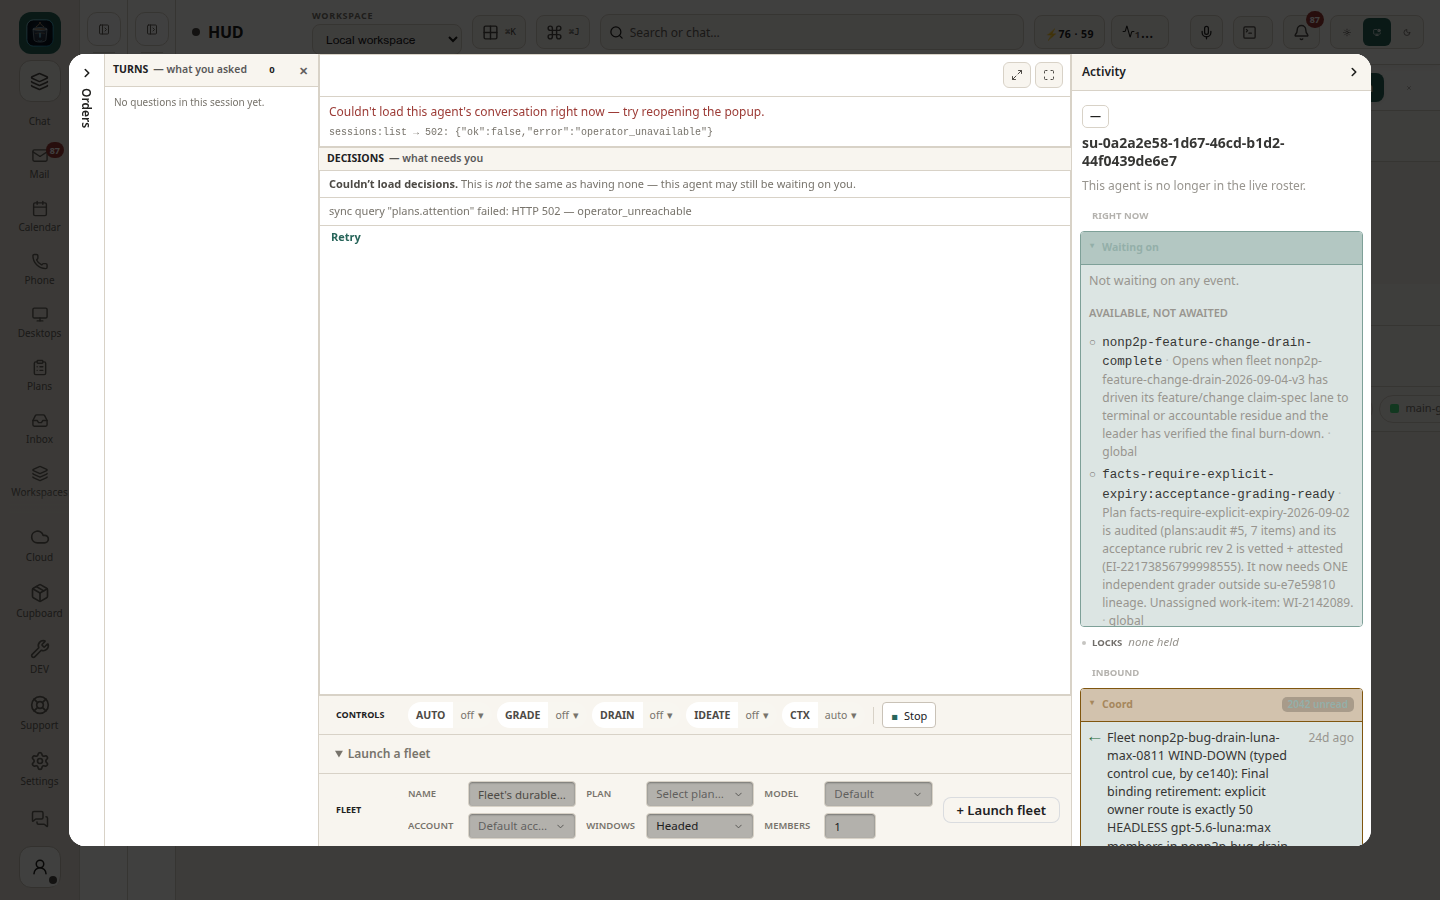 HUD
WORKSPACE
Local workspace
⌘K
⌘J
Search or chat...
76 · 59
1...
87
Chat
87
Mail
Calendar
Phone
Desktops
Plans
Inbox
Workspaces
Cloud
Cupboard
DEV
Support
Settings
Orders
TURNS — what you asked 0 ×
No questions in this session yet.
Couldn't load this agent's conversation right now — try reopening the popup.
sessions:list → 502: {"ok":false,"error":"operator_unavailable"}
DECISIONS — what needs you
Couldn't load decisions. This is not the same as having none — this agent may still be waiting on you.
sync query "plans.attention" failed: HTTP 502 — operator_unreachable
Retry
CONTROLS AUTO off ▾ GRADE off ▾ DRAIN off ▾ IDEATE off ▾ CTX auto ▾ ■ Stop
▼ Launch a fleet
FLEET
NAME Fleet's durable... PLAN Select plan... MODEL Default
ACCOUNT Default acc... WINDOWS Headed MEMBERS 1
+ Launch fleet
Activity
—
su-0a2a2e58-1d67-46cd-b1d2-
44f0439de6e7
This agent is no longer in the live roster.
RIGHT NOW
Waiting on
Not waiting on any event.
AVAILABLE, NOT AWAITED
○ nonp2p-feature-change-drain-
complete · Opens when fleet nonp2p-
feature-change-drain-2026-09-04-v3 has
driven its feature/change claim-spec lane to
terminal or accountable residue and the
leader has verified the final burn-down. ·
global
○ facts-require-explicit-
expiry:acceptance-grading-ready ·
Plan facts-require-explicit-expiry-2026-09-02
is audited (plans:audit #5, 7 items) and its
acceptance rubric rev 2 is vetted + attested
(EI-22173856799998555). It now needs ONE
independent grader outside su-e7e59810
lineage. Unassigned work-item: WI-2142089.
· global
LOCKS none held
INBOUND
Coord
← Fleet nonp2p-bug-drain-luna- 24d ago
max-0811 WIND-DOWN (typed
control cue, by ce140): Final
binding retirement: explicit
owner route is exactly 50
HEADLESS gpt-5.6-luna:max
members in nonp2p-bug-drain-
main-g